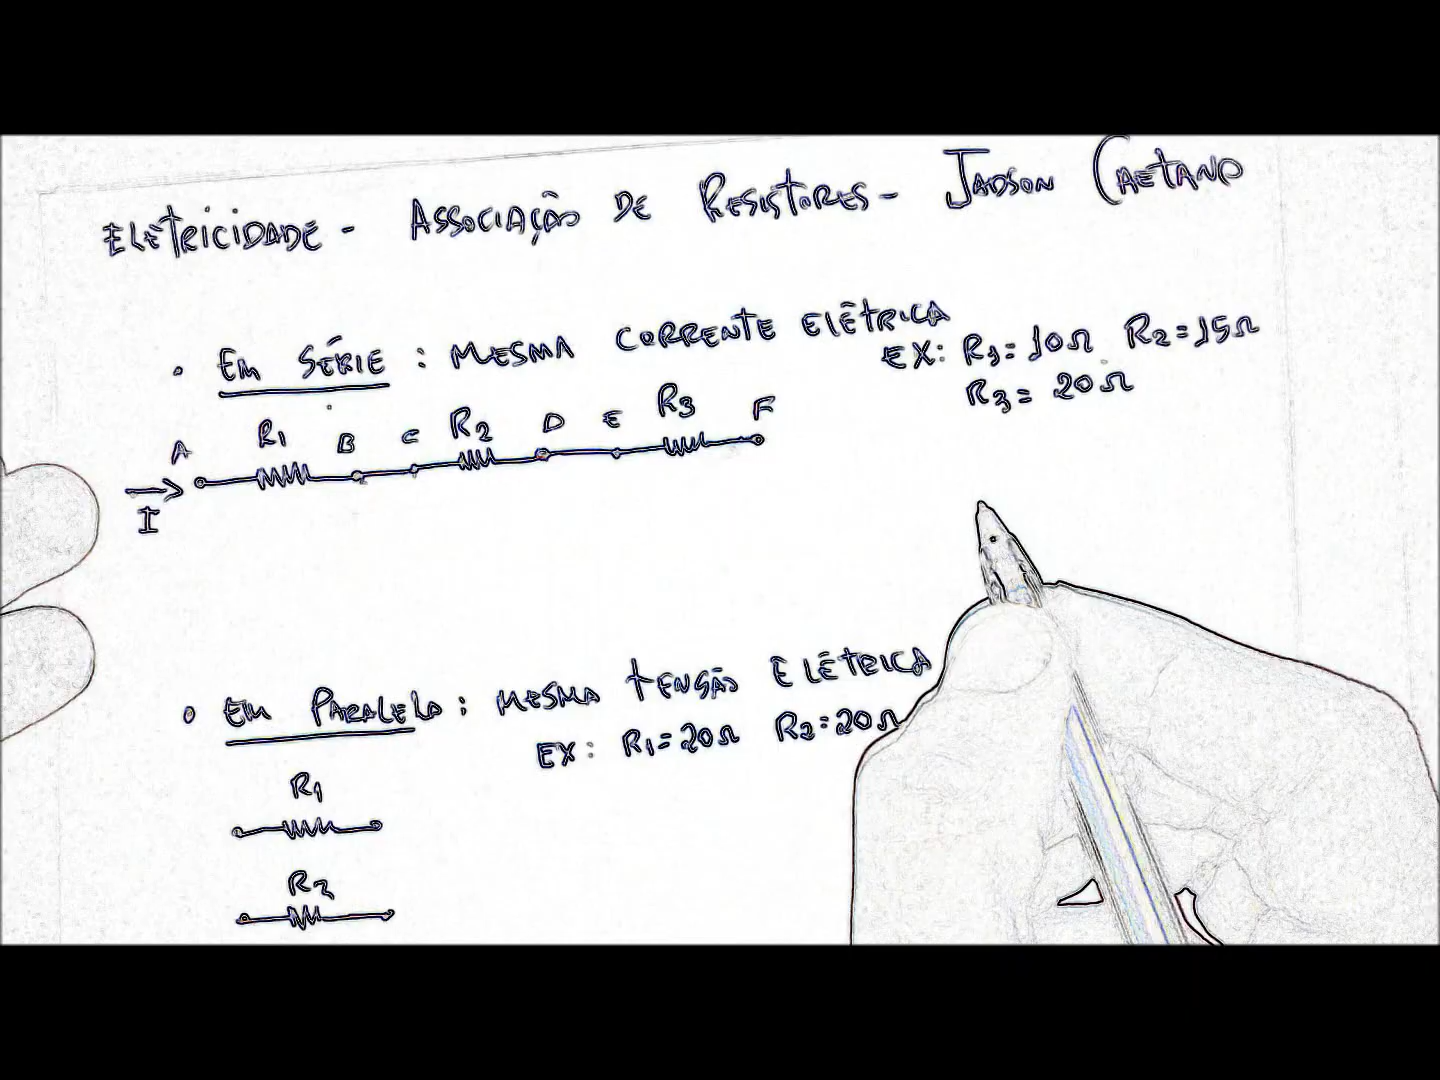 ELETRICIDADE - ASSOCIAÇÃO DE RESISTORES - JADSON CAETANO
• EM SÉRIE : MESMA CORRENTE ELÉTRICA
EX: R1=10Ω R2=15Ω
R3=20Ω
A R1 B C R2 D E R3 F
I
• EM PARALELO : MESMA TENSÃO ELÉTRICA
EX: R1=20Ω R2=20Ω
R1
R2